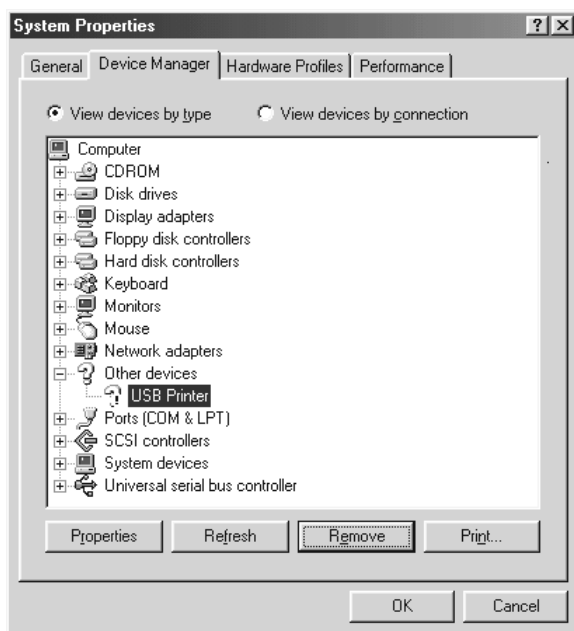 System Properties
General Device Manager Hardware Profiles Performance
View devices by type View devices by connection
Computer
CDROM
Disk drives
Display adapters
Floppy disk controllers
Hard disk controllers
Keyboard
Monitors
Mouse
Network adapters
Other devices
USB Printer
Ports (COM & LPT)
SCSI controllers
System devices
Universal serial bus controller
Properties Refresh Remove Print...
OK Cancel